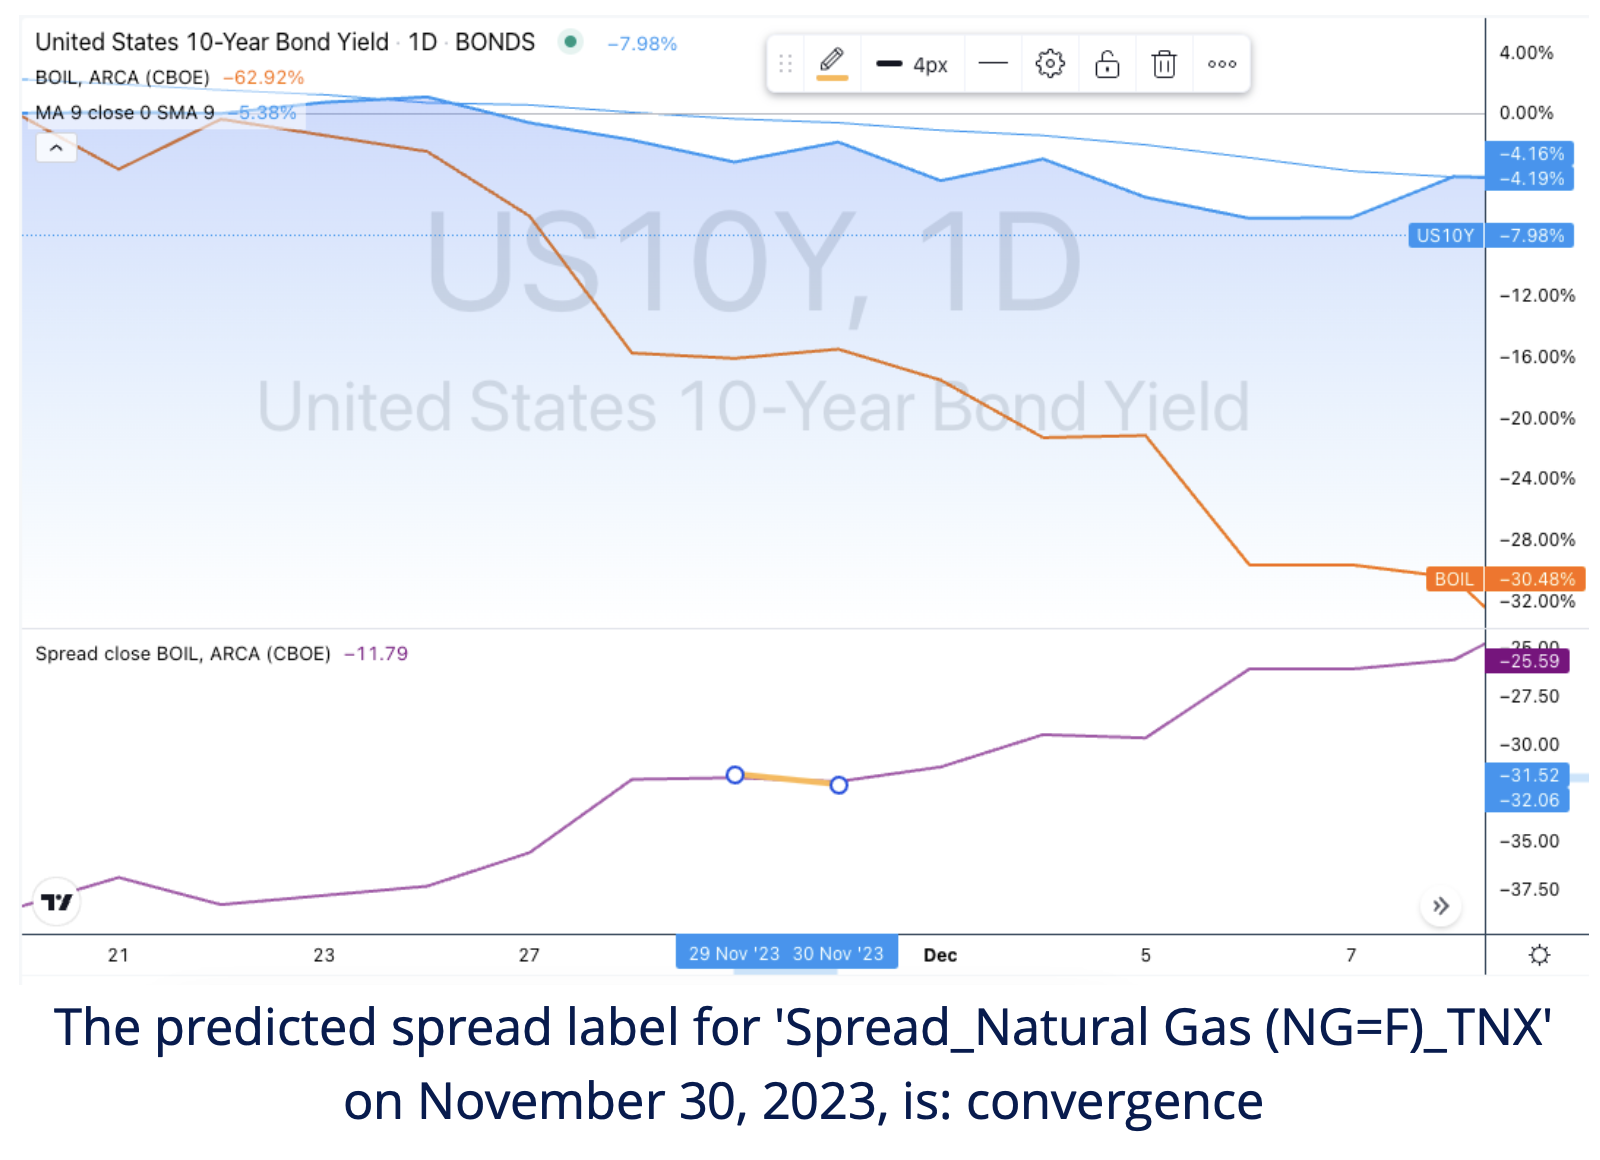 United States 10-Year Bond Yield · 1D · BONDS −7.98%
BOIL, ARCA (CBOE) −62.92%
MA 9 close 0 SMA 9 −5.38%
4px
4.00%
0.00%
−4.16%
−4.19%
US10Y −7.98%
−12.00%
−16.00%
−20.00%
−24.00%
−28.00%
BOIL −30.48%
−32.00%
US10Y, 1D
United States 10-Year Bond Yield
Spread close BOIL, ARCA (CBOE) −11.79
−25.00
−25.59
−27.50
−30.00
−31.52
−32.06
−35.00
−37.50
21 23 27 29 Nov '23 30 Nov '23 Dec 5 7
The predicted spread label for 'Spread_Natural Gas (NG=F)_TNX'
on November 30, 2023, is: convergence